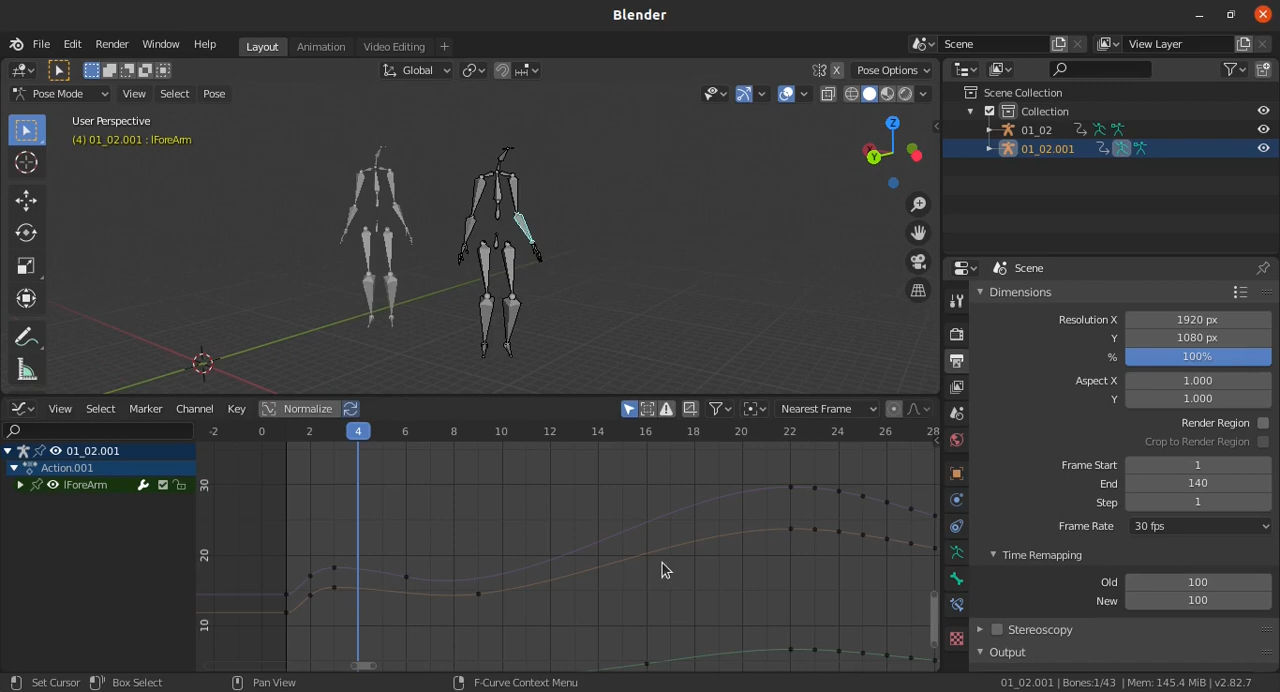 Blender
File Edit Render Window Help Layout Animation Video Editing + Scene View Layer
Global X Pose Options
Pose Mode View Select Pose
User Perspective
(4) 01_02.001 : lForeArm
Z
Y
Scene Collection
Collection
01_02
01_02.001
Scene
Dimensions
Resolution X 1920 px
Y 1080 px
% 100%
Aspect X 1.000
Y 1.000
Render Region
Crop to Render Region
Frame Start 1
End 140
Step 1
Frame Rate 30 fps
Time Remapping
Old 100
New 100
Stereoscopy
Output
View Select Marker Channel Key Normalize Nearest Frame
-2 0 2 4 6 8 10 12 14 16 18 20 22 24 26 28
01_02.001
Action.001
lForeArm
30
20
10
Set Cursor Box Select Pan View F-Curve Context Menu 01_02.001 | Bones:1/43 | Mem: 145.4 MiB | v2.82.7